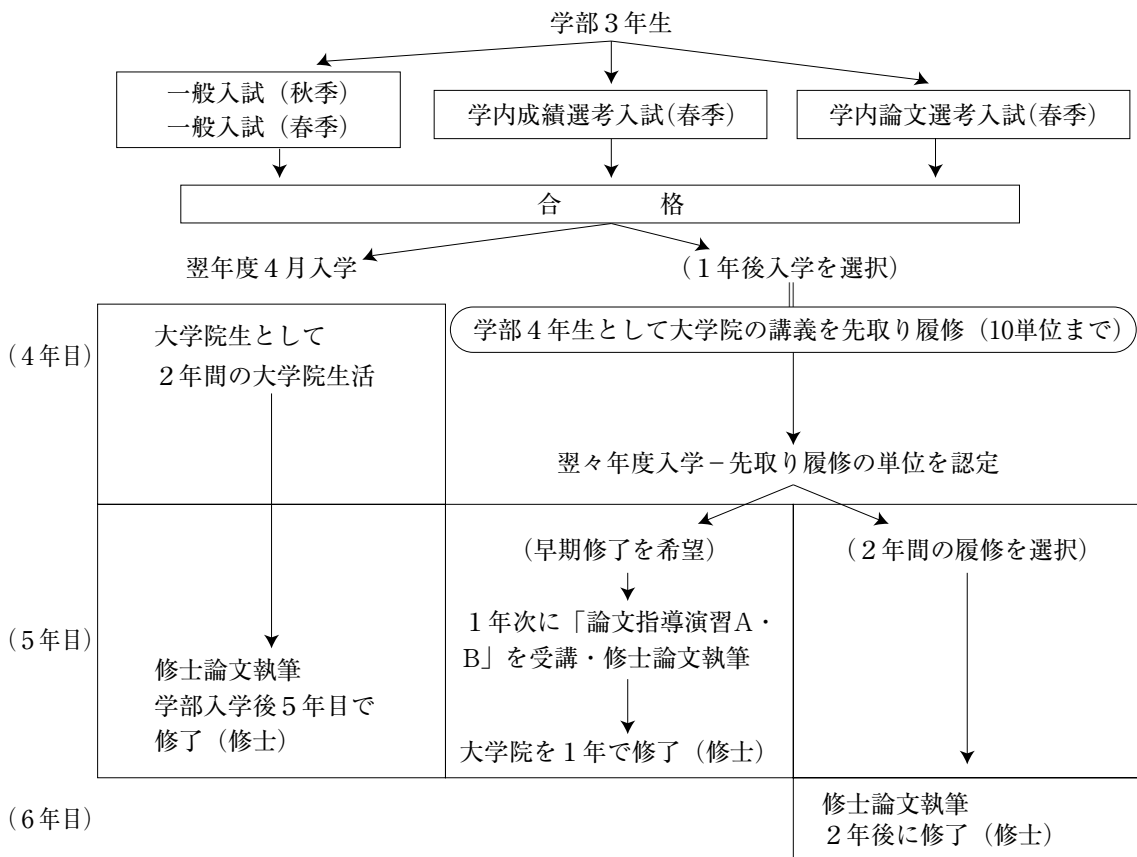 学部３年生
一般入試（秋季）
一般入試（春季）
学内成績選考入試(春季）
学内論文選考入試(春季）
合　　格
翌年度４月入学
（１年後入学を選択）
（４年目）
大学院生として
２年間の大学院生活
学部４年生として大学院の講義を先取り履修（10単位まで）
翌々年度入学－先取り履修の単位を認定
（５年目）
修士論文執筆
学部入学後５年目で
修了（修士）
（早期修了を希望）
１年次に「論文指導演習Ａ・
Ｂ」を受講・修士論文執筆
大学院を１年で修了（修士）
（２年間の履修を選択）
（６年目）
修士論文執筆
２年後に修了（修士）